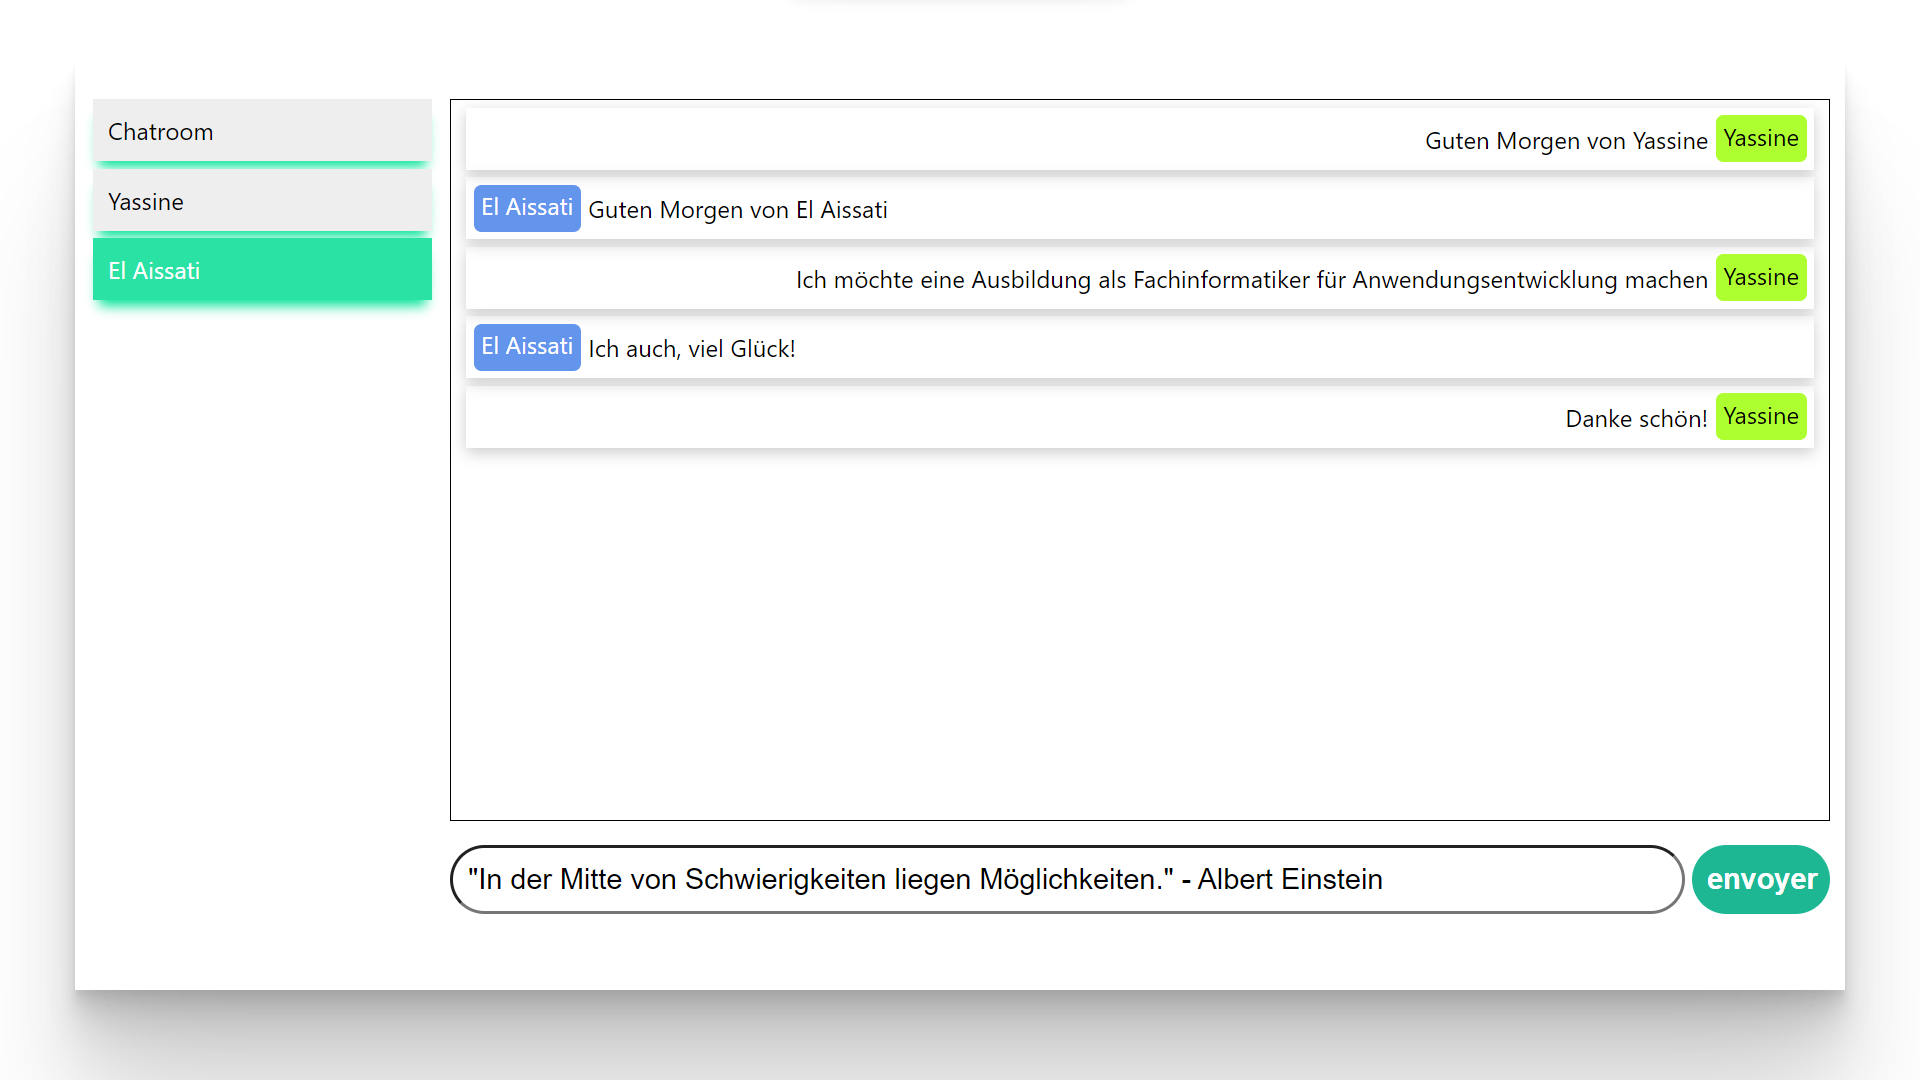 Chatroom
Yassine
El Aissati
Guten Morgen von Yassine Yassine
El Aissati Guten Morgen von El Aissati
Ich möchte eine Ausbildung als Fachinformatiker für Anwendungsentwicklung machen Yassine
El Aissati Ich auch, viel Glück!
Danke schön! Yassine
"In der Mitte von Schwierigkeiten liegen Möglichkeiten." - Albert Einstein
envoyer